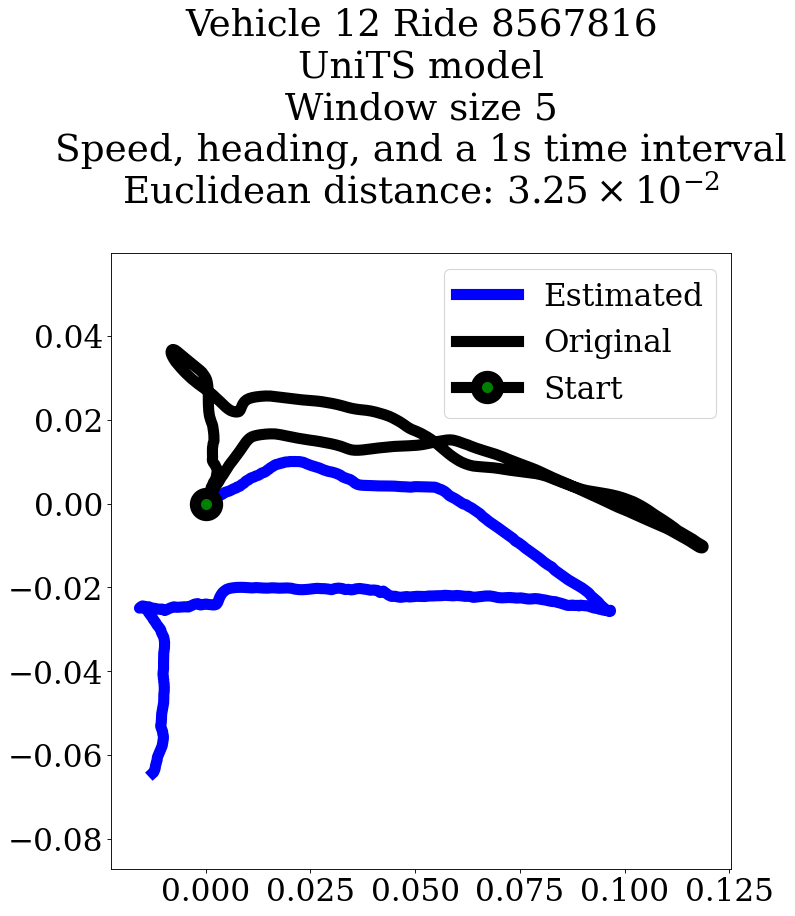 Vehicle 12 Ride 8567816
UniTS model
Window size 5
Speed, heading, and a 1s time interval
Euclidean distance: 3.25 × 10⁻²
Estimated
Original
Start
0.04
0.02
0.00
−0.02
−0.04
−0.06
−0.08
0.000 0.025 0.050 0.075 0.100 0.125